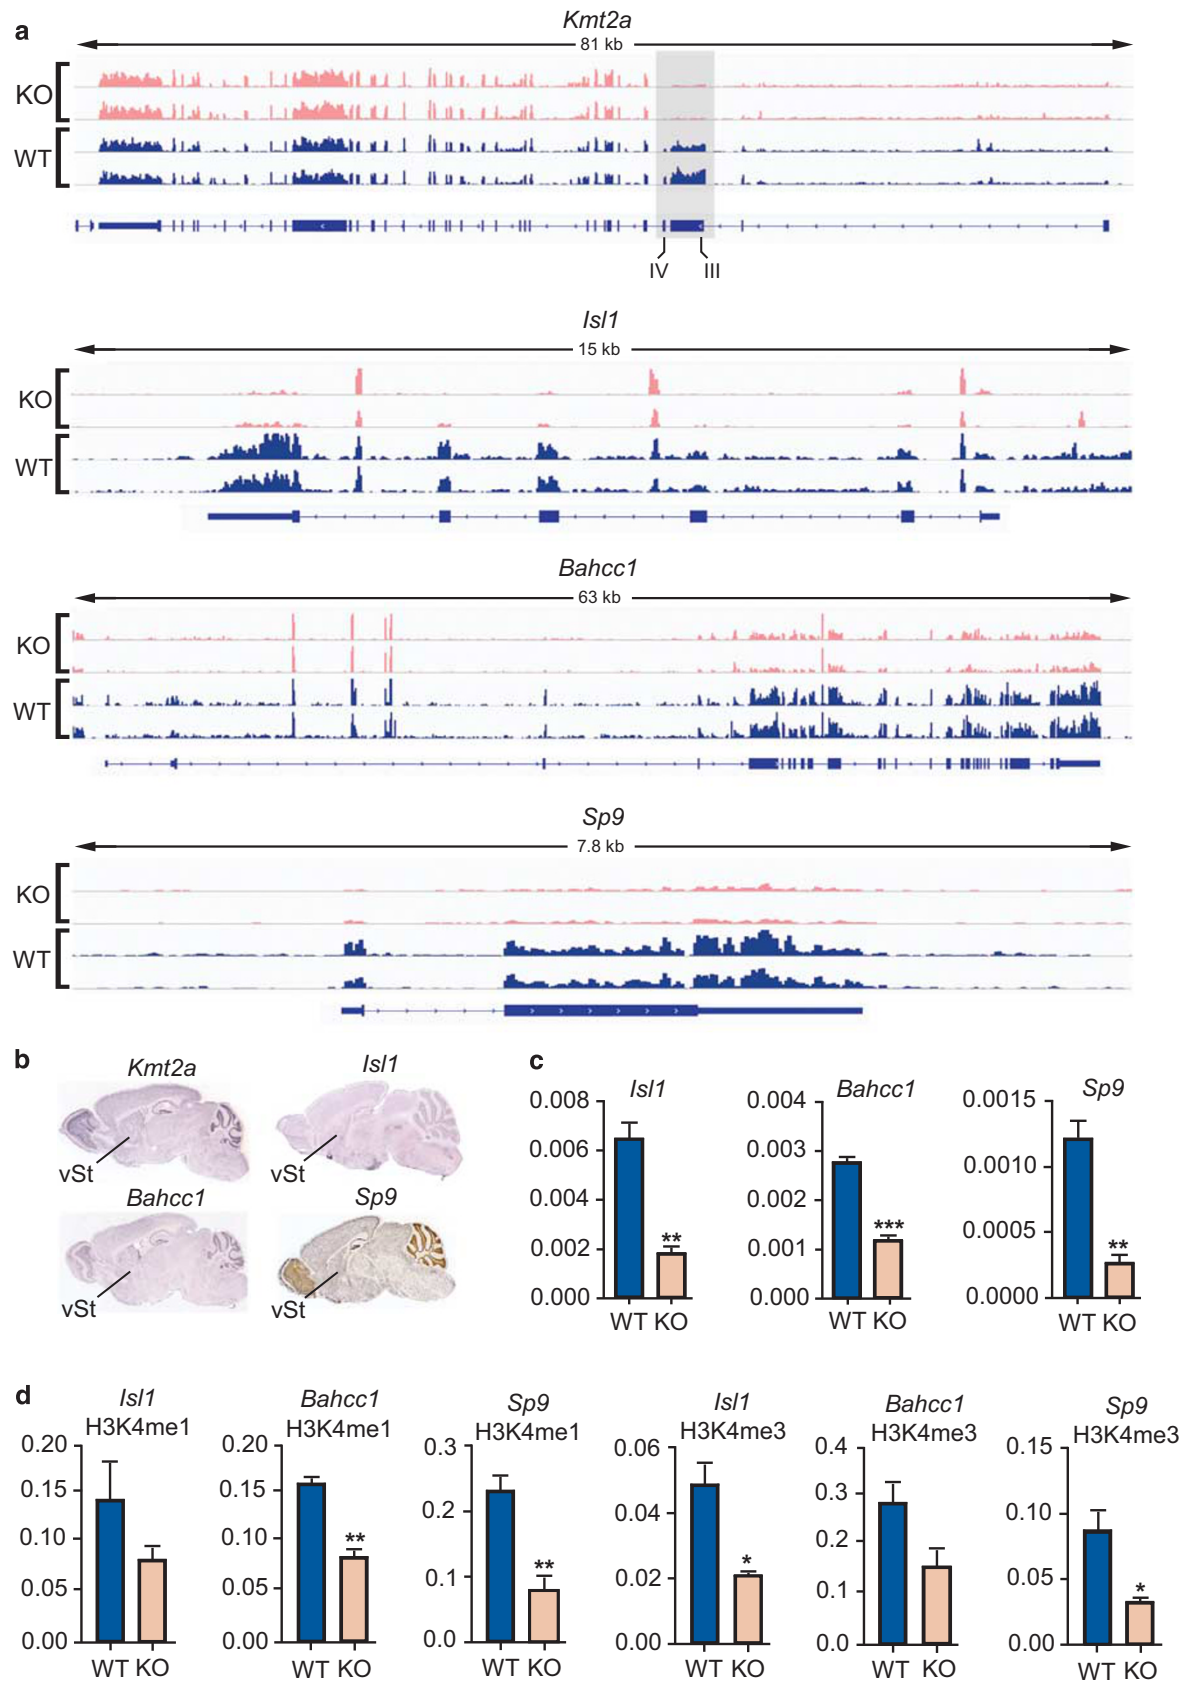 a
Kmt2a
81 kb
KO
WT
IV III
Isl1
15 kb
KO
WT
Bahcc1
63 kb
KO
WT
Sp9
7.8 kb
KO
WT
b
Kmt2a
Isl1
vSt
vSt
Bahcc1
Sp9
vSt
vSt
c
Isl1
0.008
0.006
0.004
0.002
0.000
**
WT KO
Bahcc1
0.004
0.003
0.002
0.001
0.000
***
WT KO
Sp9
0.0015
0.0010
0.0005
0.0000
**
WT KO
d
Isl1
H3K4me1
0.20
0.15
0.10
0.05
0.00
WT KO
Bahcc1
H3K4me1
0.20
0.15
0.10
0.05
0.00
**
WT KO
Sp9
H3K4me1
0.3
0.2
0.1
0.0
**
WT KO
Isl1
H3K4me3
0.06
0.04
0.02
0.00
*
WT KO
Bahcc1
H3K4me3
0.4
0.3
0.2
0.1
0.0
WT KO
Sp9
H3K4me3
0.15
0.10
0.05
0.00
*
WT KO